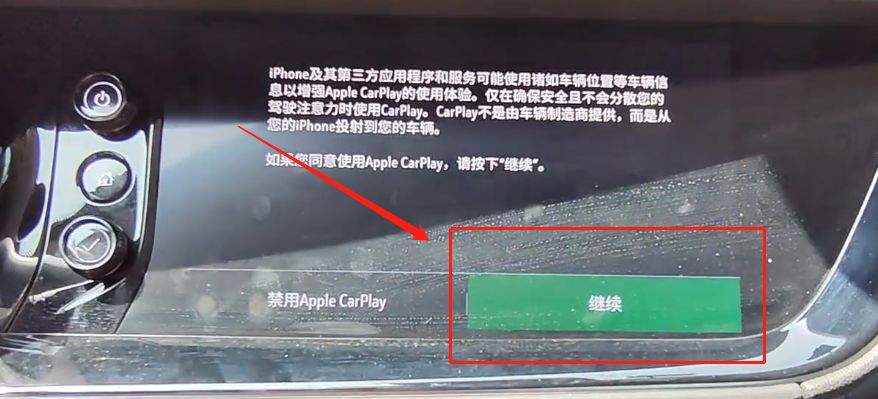 iPhone及其第三方应用程序和服务可能使用诸如车辆位置等车辆信
息以增强Apple CarPlay的使用体验。仅在确保安全且不会分散您的
驾驶注意力时使用CarPlay。CarPlay不是由车辆制造商提供，而是从
您的iPhone投射到您的车辆。
如果您同意使用Apple CarPlay，请按下“继续”。
禁用Apple CarPlay
继续